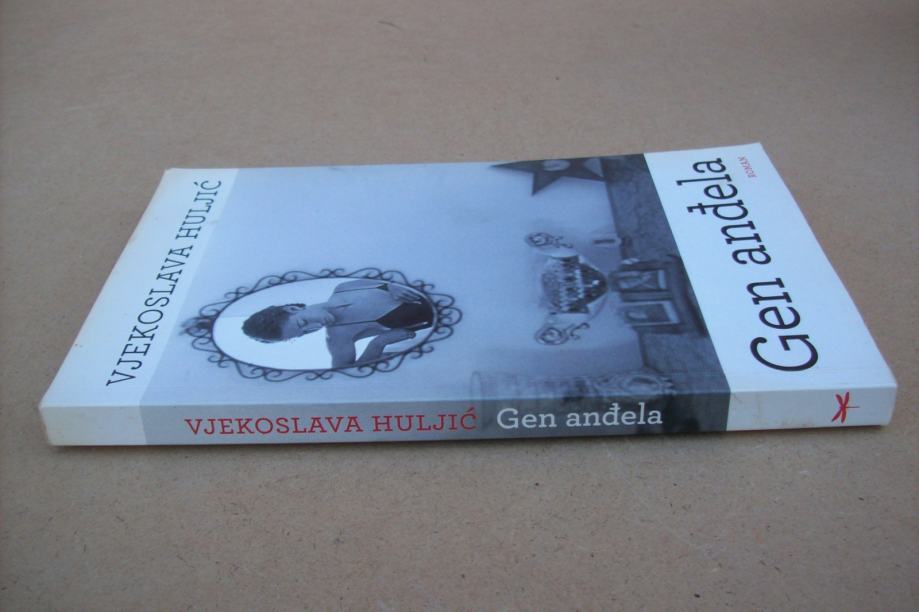 VJEKOSLAVA HULJIĆ
Gen anđela
ROMAN
VJEKOSLAVA HULJIĆ Gen anđela